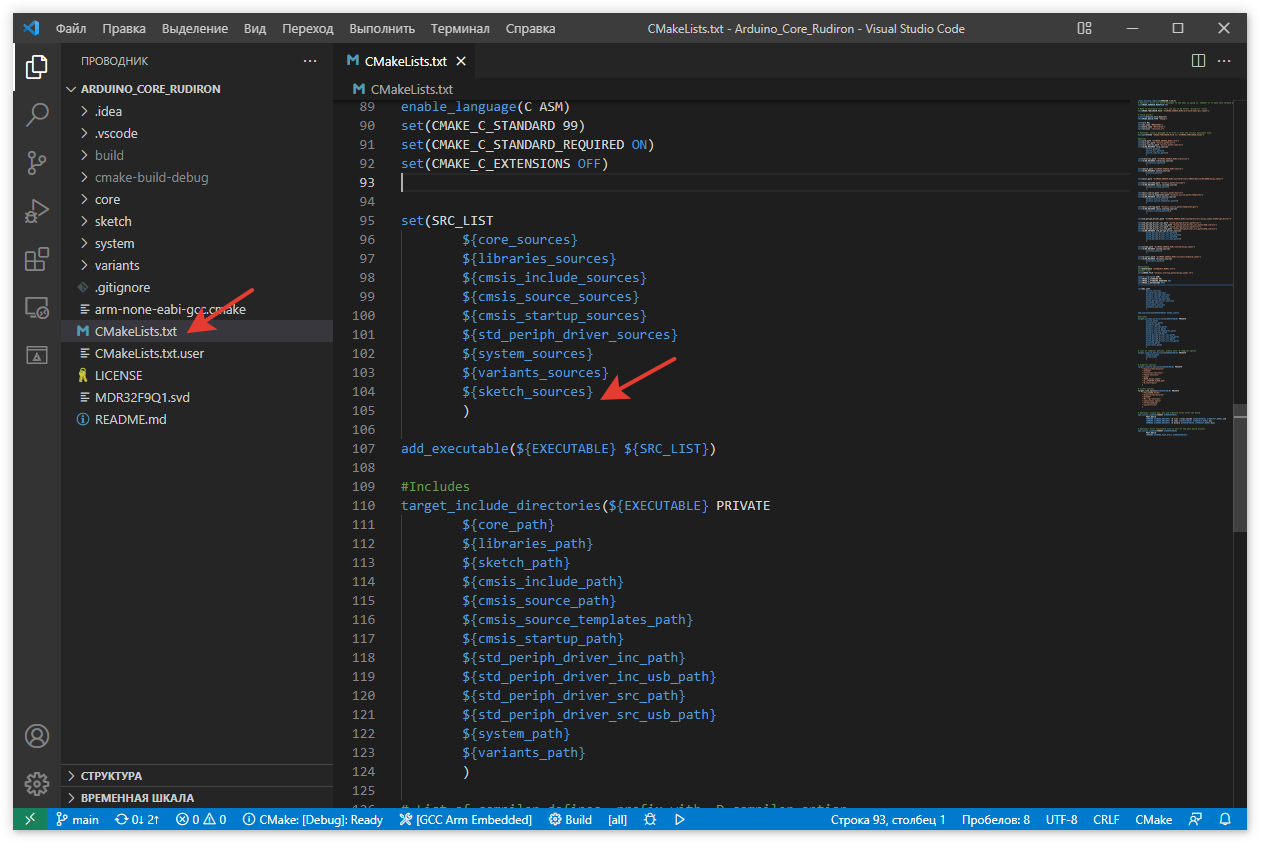 Файл Правка Выделение Вид Переход Выполнить Терминал Справка CMakeLists.txt - Arduino_Core_Rudiron - Visual Studio Code
ПРОВОДНИК
ARDUINO_CORE_RUDIRON
.idea
.vscode
build
cmake-build-debug
core
sketch
system
variants
.gitignore
arm-none-eabi-gcc.cmake
CMakeLists.txt
CMakeLists.txt.user
LICENSE
MDR32F9Q1.svd
README.md
СТРУКТУРА
ВРЕМЕННАЯ ШКАЛА
CMakeLists.txt
CMakeLists.txt
89 enable_language(C ASM)
90 set(CMAKE_C_STANDARD 99)
91 set(CMAKE_C_STANDARD_REQUIRED ON)
92 set(CMAKE_C_EXTENSIONS OFF)
93
94
95 set(SRC_LIST
96 ${core_sources}
97 ${libraries_sources}
98 ${cmsis_include_sources}
99 ${cmsis_source_sources}
100 ${cmsis_startup_sources}
101 ${std_periph_driver_sources}
102 ${system_sources}
103 ${variants_sources}
104 ${sketch_sources}
105 )
106
107 add_executable(${EXECUTABLE} ${SRC_LIST})
108
109 #Includes
110 target_include_directories(${EXECUTABLE} PRIVATE
111 ${core_path}
112 ${libraries_path}
113 ${sketch_path}
114 ${cmsis_include_path}
115 ${cmsis_source_path}
116 ${cmsis_source_templates_path}
117 ${cmsis_startup_path}
118 ${std_periph_driver_inc_path}
119 ${std_periph_driver_inc_usb_path}
120 ${std_periph_driver_src_path}
121 ${std_periph_driver_src_usb_path}
122 ${system_path}
123 ${variants_path}
124 )
125
126 # List of compiler defines, prefix with -D compiler option
main 0↓ 2↑ 0 0 CMake: [Debug]: Ready [GCC Arm Embedded] Build [all] Строка 93, столбец 1 Пробелов: 8 UTF-8 CRLF CMake